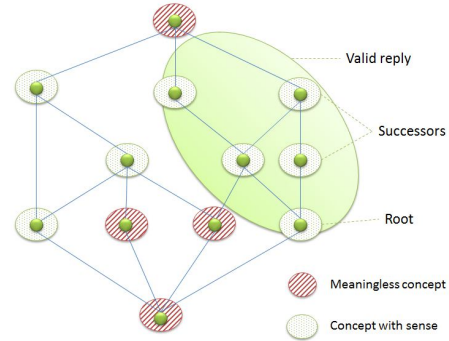 Valid reply
Successors
Root
Meaningless concept
Concept with sense